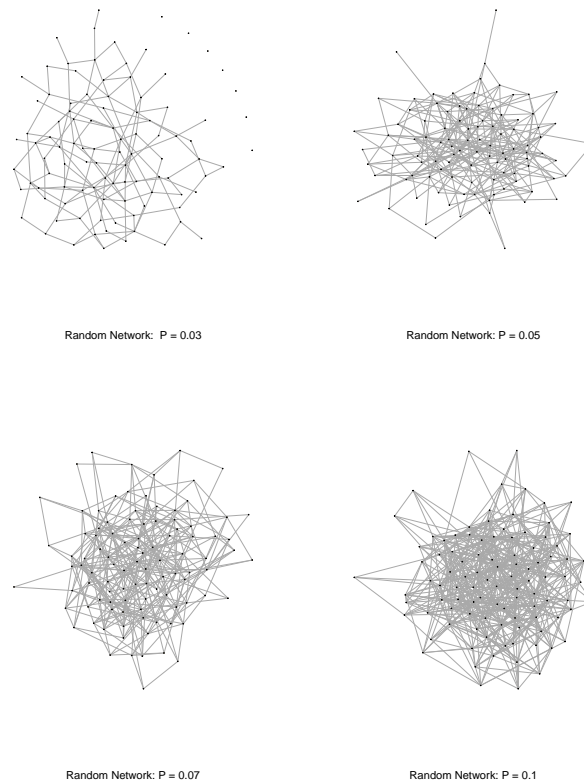 Random Network:  P = 0.03
Random Network: P = 0.05
Random Network: P = 0.07
Random Network: P = 0.1